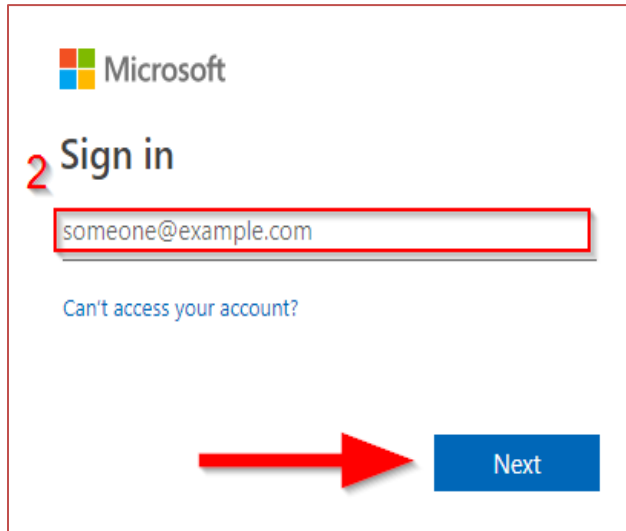 Microsoft
Sign in
2
someone@example.com
Can't access your account?
Next